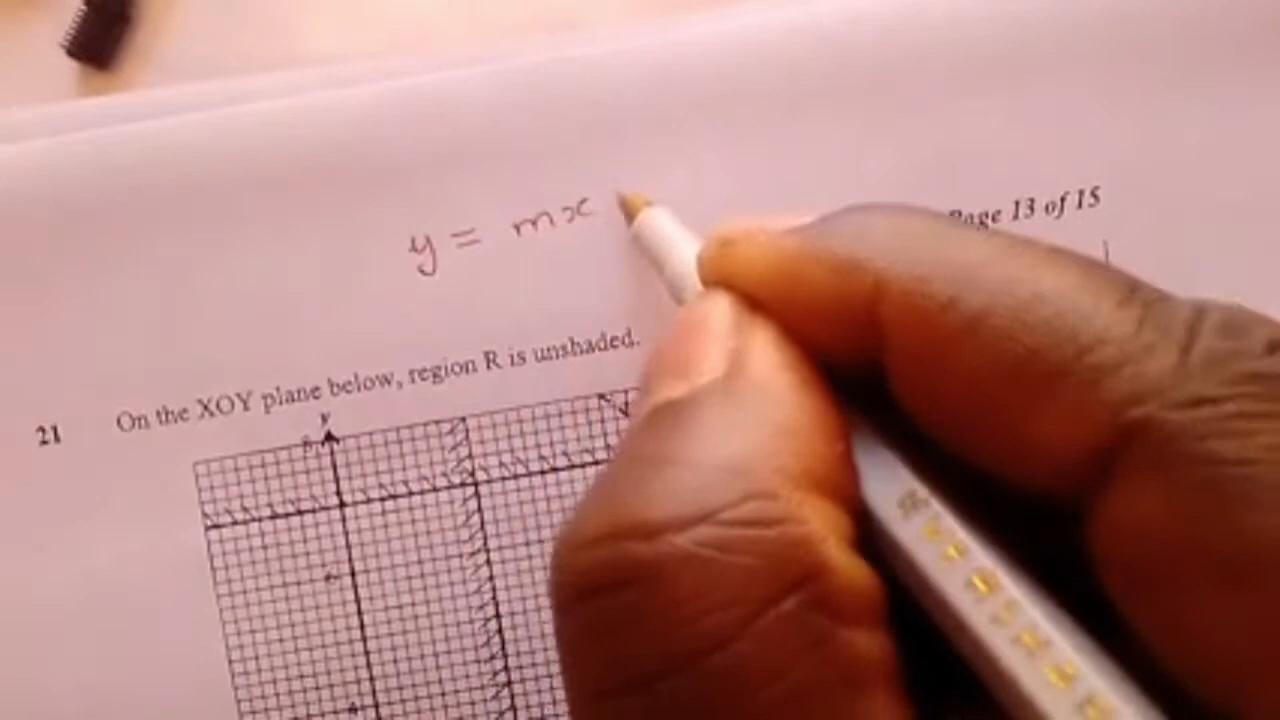 Page 13 of 15
y = mx
21 On the XOY plane below, region R is unshaded.
y